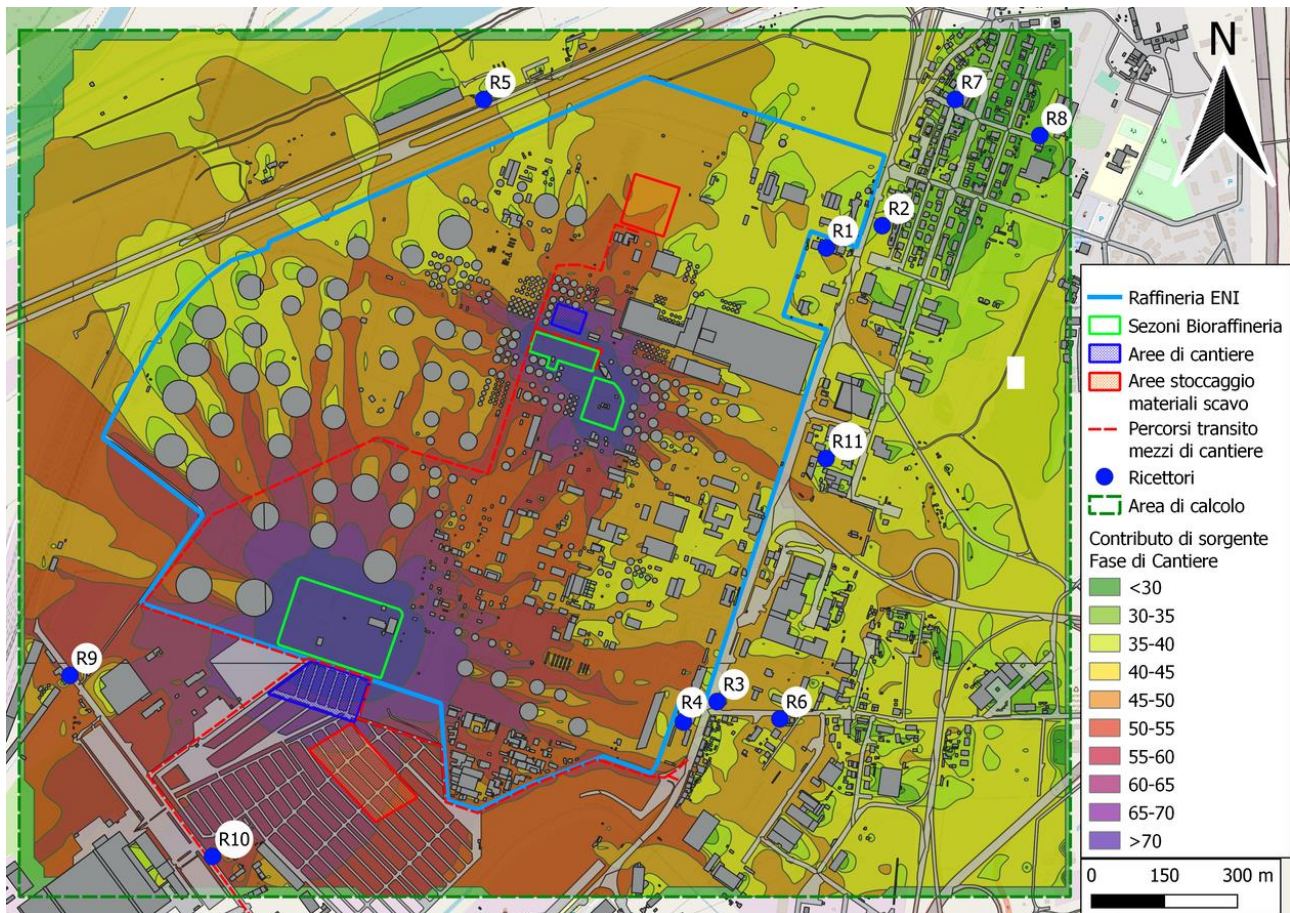 N
R5
R7
R8
R2
R1
R11
R9
R3
R4
R6
R10
Raffineria ENI
Sezoni Bioraffineria
Aree di cantiere
Aree stoccaggio
materiali scavo
Percorsi transito
mezzi di cantiere
Ricettori
Area di calcolo
Contributo di sorgente
Fase di Cantiere
<30
30-35
35-40
40-45
45-50
50-55
55-60
60-65
65-70
>70
0 150 300 m